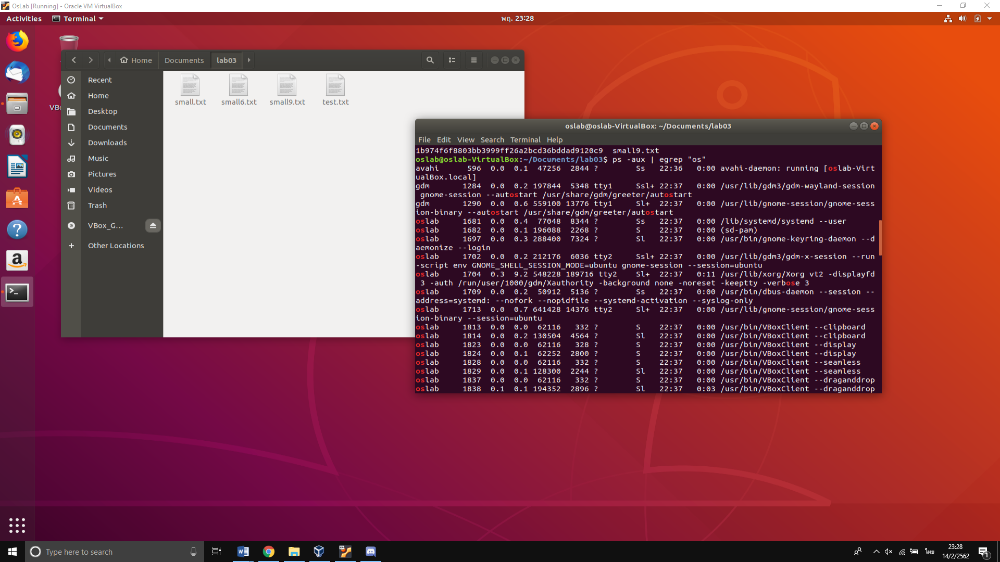 OsLab [Running] - Oracle VM VirtualBox
Activities
Terminal
พฤ. 23:28
Home
Documents
lab03
Recent
Home
Desktop
Documents
Downloads
Music
Pictures
Videos
Trash
VBox_G...
Other Locations
small.txt
small6.txt
small9.txt
test.txt
oslab@oslab-VirtualBox: ~/Documents/lab03
File Edit View Search Terminal Help
1b974f6f8803bb3999ff26a2bcd36bddad9120c9  small9.txt
oslab@oslab-VirtualBox:~/Documents/lab03$ ps -aux | egrep "os"
avahi      596  0.0  0.1  47256  2844 ?        Ss   22:36   0:00 avahi-daemon: running [oslab-Virt
ualBox.local]
gdm       1284  0.0  0.2 197844  5348 tty1     Ssl+ 22:37   0:00 /usr/lib/gdm3/gdm-wayland-session
 gnome-session --autostart /usr/share/gdm/greeter/autostart
gdm       1290  0.0  0.6 559100 13776 tty1     Sl+  22:37   0:00 /usr/lib/gnome-session/gnome-sess
ion-binary --autostart /usr/share/gdm/greeter/autostart
oslab     1681  0.0  0.4  77048  8344 ?        Ss   22:37   0:00 /lib/systemd/systemd --user
oslab     1682  0.0  0.1 196088  2268 ?        S    22:37   0:00 (sd-pam)
oslab     1697  0.0  0.3 288400  7324 ?        Sl   22:37   0:00 /usr/bin/gnome-keyring-daemon --d
aemonize --login
oslab     1702  0.0  0.2 212176  6036 tty2     Ssl+ 22:37   0:00 /usr/lib/gdm3/gdm-x-session --run
-script env GNOME_SHELL_SESSION_MODE=ubuntu gnome-session --session=ubuntu
oslab     1704  0.3  9.2 548228 189716 tty2    Sl+  22:37   0:11 /usr/lib/xorg/Xorg vt2 -displayfd
 3 -auth /run/user/1000/gdm/Xauthority -background none -noreset -keeptty -verbose 3
oslab     1709  0.0  0.2  50912  5136 ?        Ss   22:37   0:00 /usr/bin/dbus-daemon --session --
address=systemd: --nofork --nopidfile --systemd-activation --syslog-only
oslab     1713  0.0  0.7 641428 14376 tty2     Sl+  22:37   0:00 /usr/lib/gnome-session/gnome-sess
ion-binary --session=ubuntu
oslab     1813  0.0  0.0  62116   332 ?        S    22:37   0:00 /usr/bin/VBoxClient --clipboard
oslab     1814  0.0  0.2 130504  4564 ?        Sl   22:37   0:00 /usr/bin/VBoxClient --clipboard
oslab     1823  0.0  0.0  62116   328 ?        S    22:37   0:00 /usr/bin/VBoxClient --display
oslab     1824  0.0  0.1  62252  2800 ?        S    22:37   0:00 /usr/bin/VBoxClient --display
oslab     1828  0.0  0.0  62116   332 ?        S    22:37   0:00 /usr/bin/VBoxClient --seamless
oslab     1829  0.0  0.1 128300  2244 ?        Sl   22:37   0:00 /usr/bin/VBoxClient --seamless
oslab     1837  0.0  0.0  62116   332 ?        S    22:37   0:00 /usr/bin/VBoxClient --draganddrop
oslab     1838  0.1  0.1 194352  2896 ?        Sl   22:37   0:03 /usr/bin/VBoxClient --draganddrop
Type here to search
ไทย
23:28
14/2/2562
1